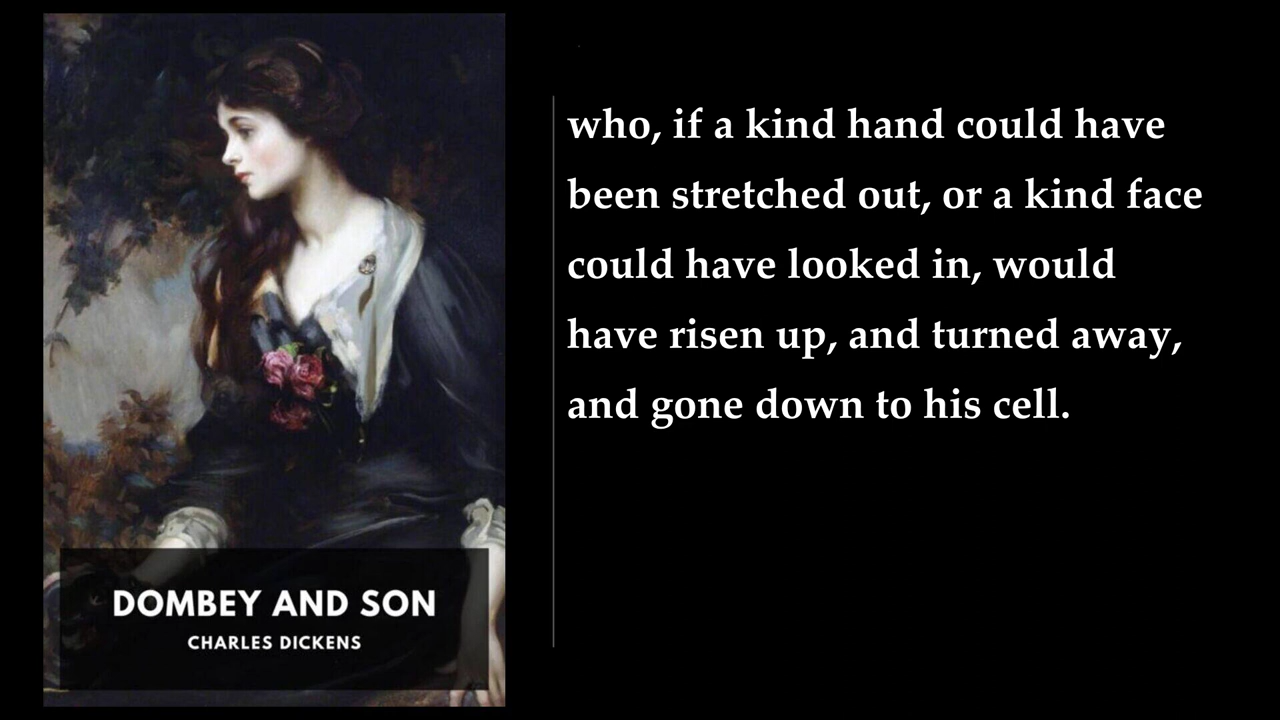 who, if a kind hand could have
been stretched out, or a kind face
could have looked in, would
have risen up, and turned away,
and gone down to his cell.
DOMBEY AND SON
CHARLES DICKENS